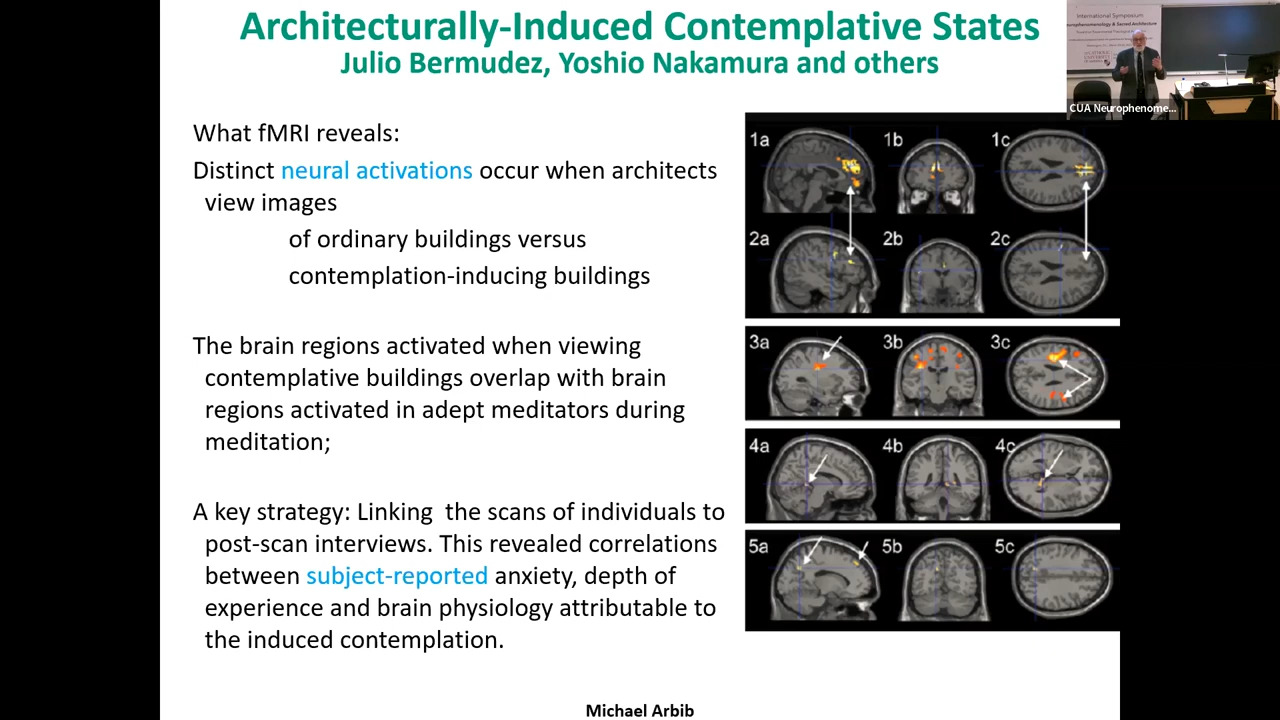 Architecturally-Induced Contemplative States
Julio Bermudez, Yoshio Nakamura and others
International Symposium
CUA Neurophenome...
What fMRI reveals:
Distinct neural activations occur when architects
view images
of ordinary buildings versus
contemplation-inducing buildings
The brain regions activated when viewing
contemplative buildings overlap with brain
regions activated in adept meditators during
meditation;
A key strategy: Linking the scans of individuals to
post-scan interviews. This revealed correlations
between subject-reported anxiety, depth of
experience and brain physiology attributable to
the induced contemplation.
1a 1b 1c
2a 2b 2c
3a 3b 3c
4a 4b 4c
5a 5b 5c
Michael Arbib